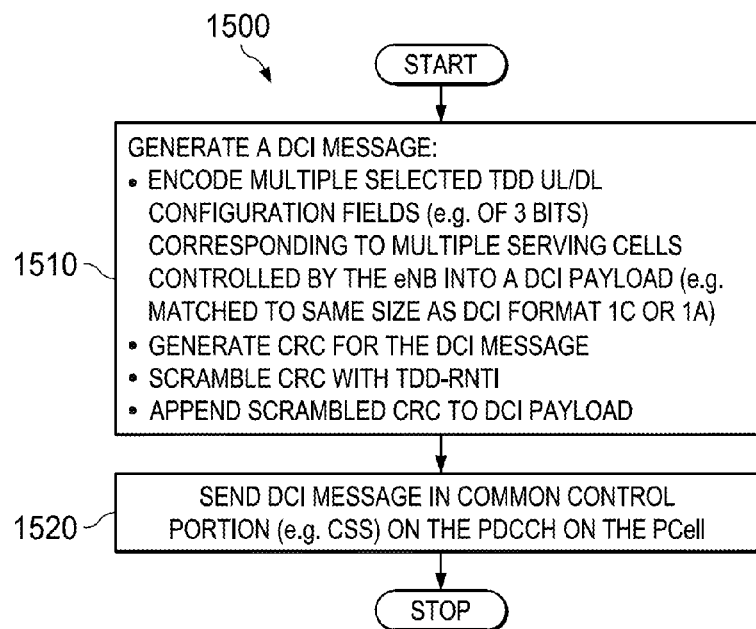 1500
START
GENERATE A DCI MESSAGE:
• ENCODE MULTIPLE SELECTED TDD UL/DL
CONFIGURATION FIELDS (e.g. OF 3 BITS)
CORRESPONDING TO MULTIPLE SERVING CELLS
CONTROLLED BY THE eNB INTO A DCI PAYLOAD (e.g.
MATCHED TO SAME SIZE AS DCI FORMAT 1C OR 1A)
• GENERATE CRC FOR THE DCI MESSAGE
• SCRAMBLE CRC WITH TDD-RNTI
• APPEND SCRAMBLED CRC TO DCI PAYLOAD
1510
SEND DCI MESSAGE IN COMMON CONTROL
PORTION (e.g. CSS) ON THE PDCCH ON THE PCell
1520
STOP